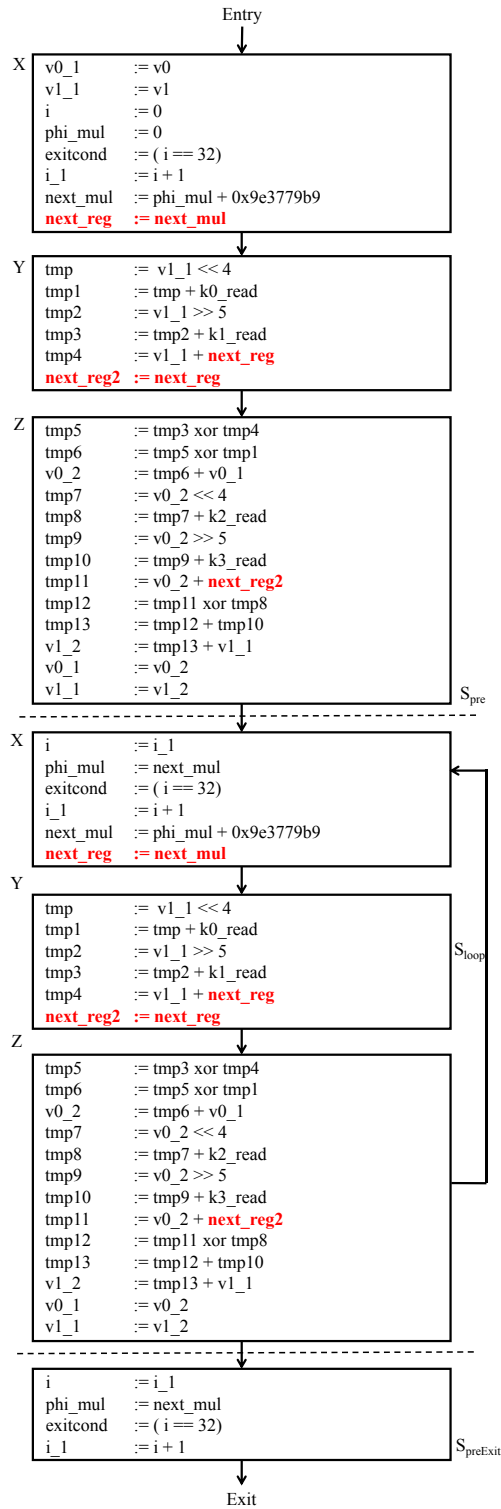 Entry
X
v0_1 := v0
v1_1 := v1
i := 0
phi_mul := 0
exitcond := ( i == 32)
i_1 := i + 1
next_mul := phi_mul + 0x9e3779b9
next_reg := next_mul
Y
tmp := v1_1 << 4
tmp1 := tmp + k0_read
tmp2 := v1_1 >> 5
tmp3 := tmp2 + k1_read
tmp4 := v1_1 + next_reg
next_reg2 := next_reg
Z
tmp5 := tmp3 xor tmp4
tmp6 := tmp5 xor tmp1
v0_2 := tmp6 + v0_1
tmp7 := v0_2 << 4
tmp8 := tmp7 + k2_read
tmp9 := v0_2 >> 5
tmp10 := tmp9 + k3_read
tmp11 := v0_2 + next_reg2
tmp12 := tmp11 xor tmp8
tmp13 := tmp12 + tmp10
v1_2 := tmp13 + v1_1
v0_1 := v0_2
v1_1 := v1_2
Spre
X
i := i_1
phi_mul := next_mul
exitcond := ( i == 32)
i_1 := i + 1
next_mul := phi_mul + 0x9e3779b9
next_reg := next_mul
Y
tmp := v1_1 << 4
tmp1 := tmp + k0_read
tmp2 := v1_1 >> 5
tmp3 := tmp2 + k1_read
tmp4 := v1_1 + next_reg
next_reg2 := next_reg
Sloop
Z
tmp5 := tmp3 xor tmp4
tmp6 := tmp5 xor tmp1
v0_2 := tmp6 + v0_1
tmp7 := v0_2 << 4
tmp8 := tmp7 + k2_read
tmp9 := v0_2 >> 5
tmp10 := tmp9 + k3_read
tmp11 := v0_2 + next_reg2
tmp12 := tmp11 xor tmp8
tmp13 := tmp12 + tmp10
v1_2 := tmp13 + v1_1
v0_1 := v0_2
v1_1 := v1_2
i := i_1
phi_mul := next_mul
exitcond := ( i == 32)
i_1 := i + 1
SpreExit
Exit